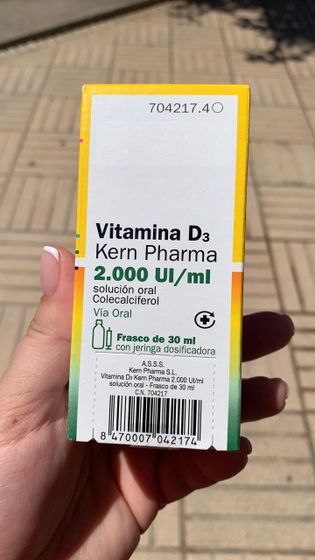 704217.4O
Vitamina D₃
Kern Pharma
2.000 UI/ml
solución oral
Colecalciferol
Vía Oral
Frasco de 30 ml
con jeringa dosificadora
A.S.S.S.
Kern Pharma S.L.
Vitamina D₃ Kern Pharma 2.000 UI/ml
solución oral - Frasco de 30 ml
C.N. 704217
8 470007 042174